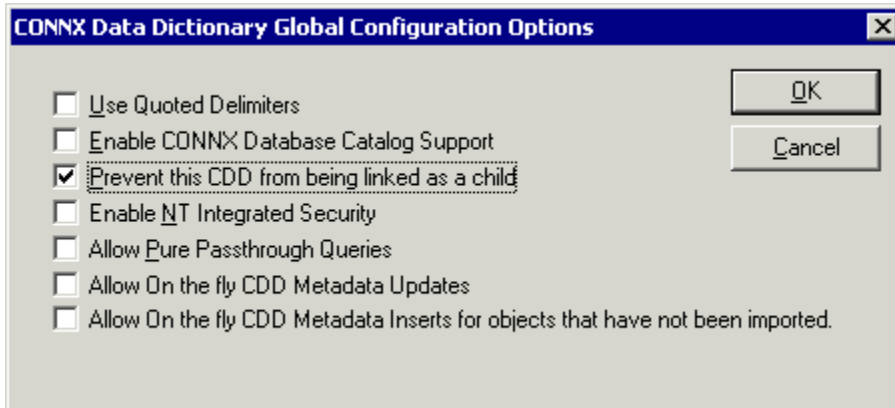 CONNX Data Dictionary Global Configuration Options
Use Quoted Delimiters
OK
Enable CONNX Database Catalog Support
Cancel
Prevent this CDD from being linked as a child
Enable NT Integrated Security
Allow Pure Passthrough Queries
Allow On the fly CDD Metadata Updates
Allow On the fly CDD Metadata Inserts for objects that have not been imported.